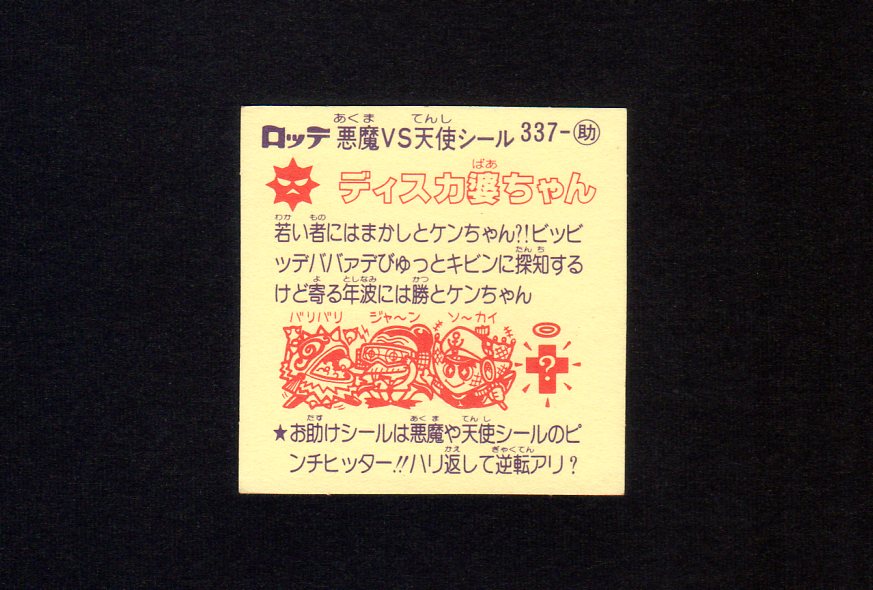 ロッテ 悪魔VS天使シール 337-助
あくま てんし
ディスカ婆ちゃん
ばあ
若い者にはまかしとケンちゃん?!ビッビ
わか もの
ッデババァデびゅっとキビンに探知する
たんち
けど寄る年波には勝とケンちゃん
よ としなみ かつ
バリバリ ジャ〜ン ソ〜カイ
?
★お助けシールは悪魔や天使シールのピ
たす あくま てんし
ンチヒッター!!ハリ返して逆転アリ?
かえ ぎゃくてん